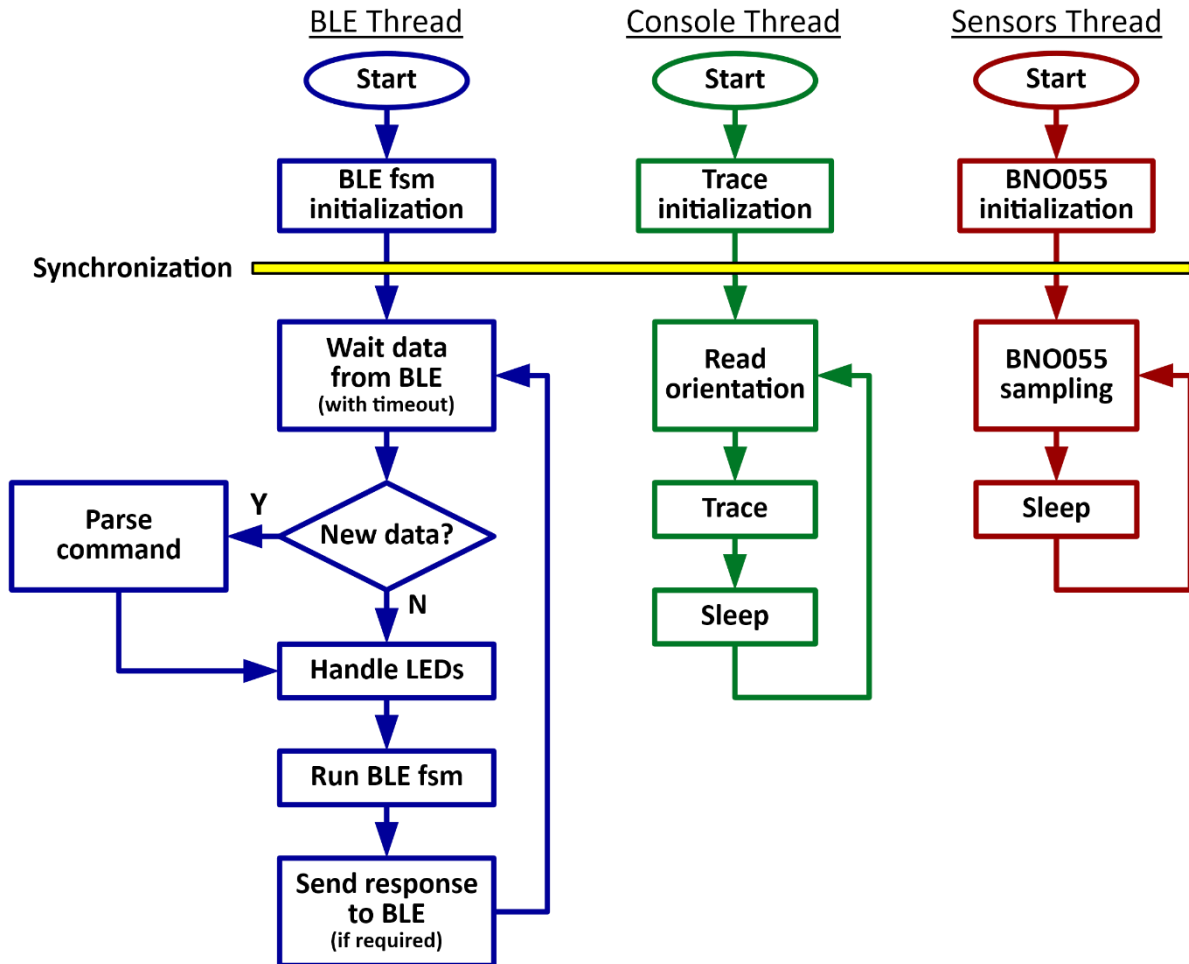 BLE Thread
Console Thread
Sensors Thread
Start
Start
Start
BLE fsm
initialization
Trace
initialization
BNO055
initialization
Synchronization
Wait data
from BLE
(with timeout)
Read
orientation
BNO055
sampling
Y
Parse
command
New data?
Trace
Sleep
N
Sleep
Handle LEDs
Run BLE fsm
Send response
to BLE
(if required)